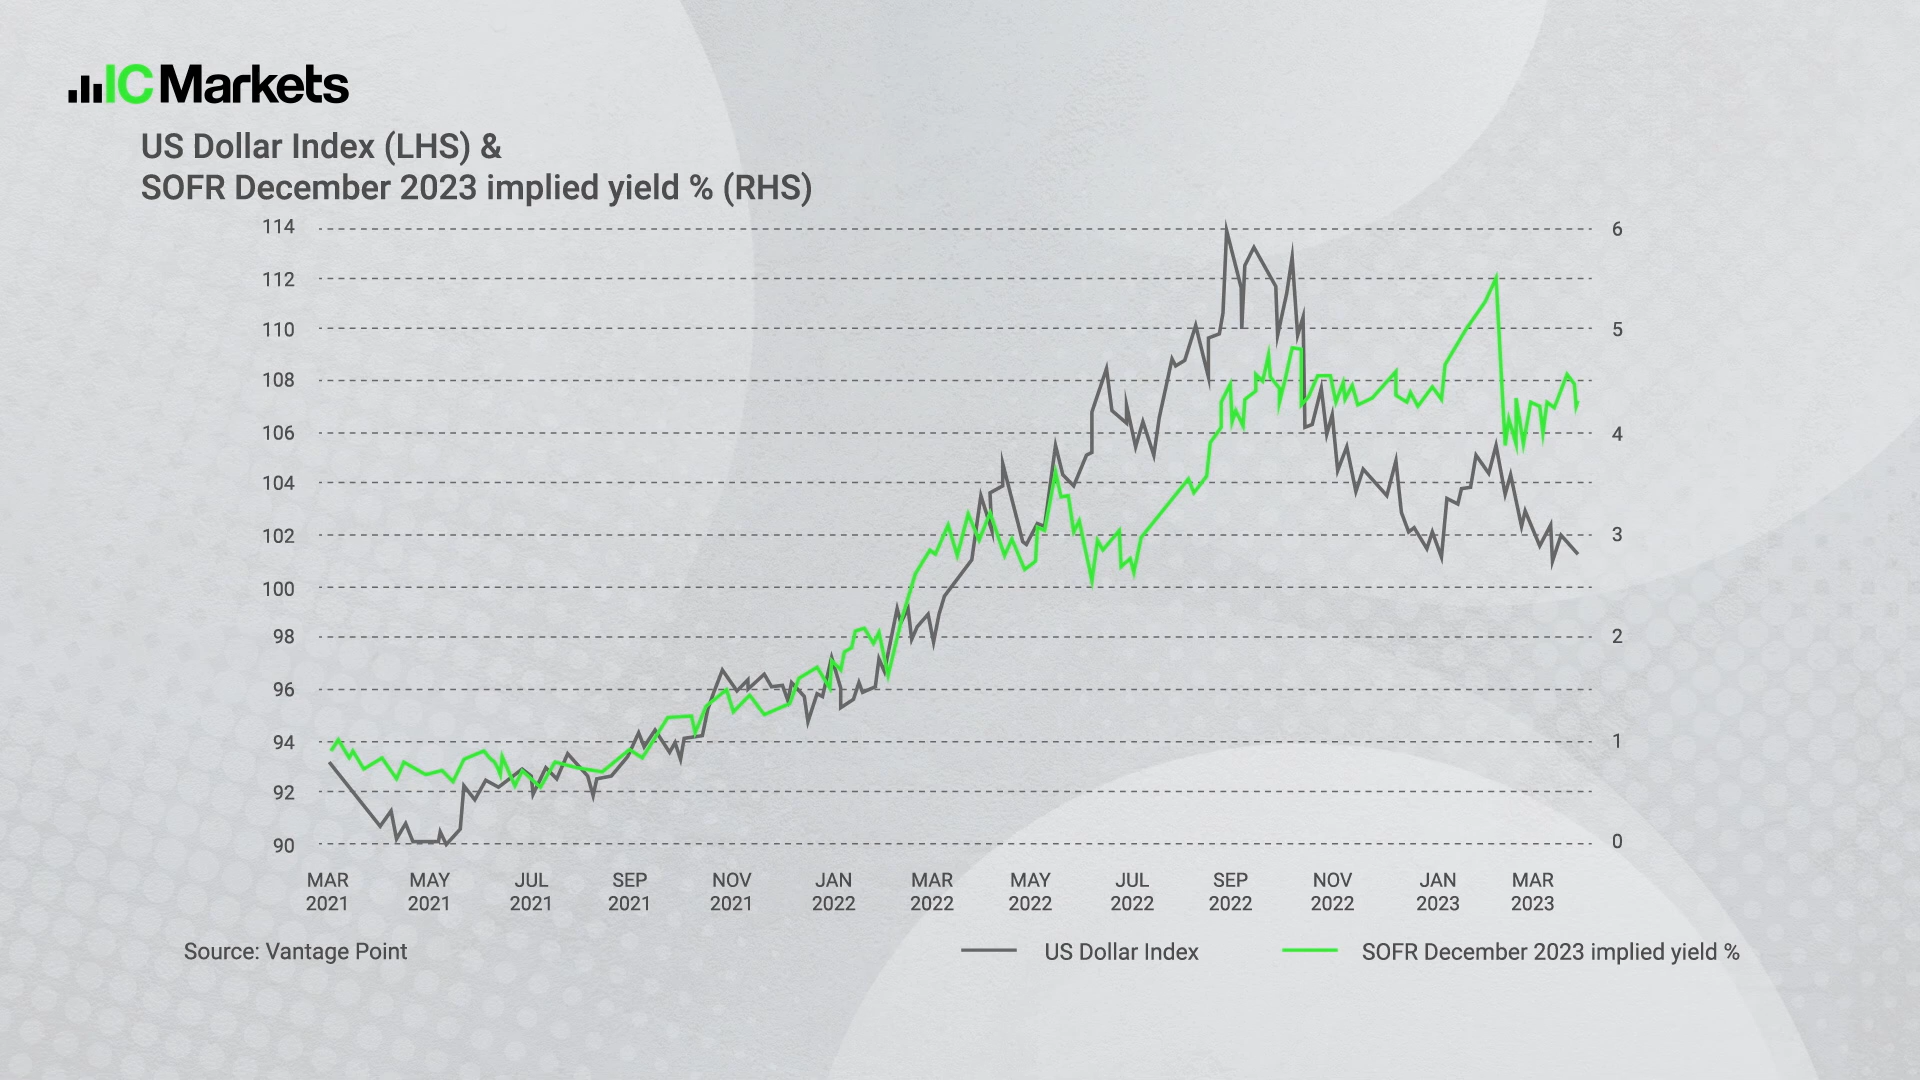 IC Markets
US Dollar Index (LHS) &
SOFR December 2023 implied yield % (RHS)
114
112
110
108
106
104
102
100
98
96
94
92
90
6
5
4
3
2
1
0
MAR 2021
MAY 2021
JUL 2021
SEP 2021
NOV 2021
JAN 2022
MAR 2022
MAY 2022
JUL 2022
SEP 2022
NOV 2022
JAN 2023
MAR 2023
Source: Vantage Point
US Dollar Index
SOFR December 2023 implied yield %